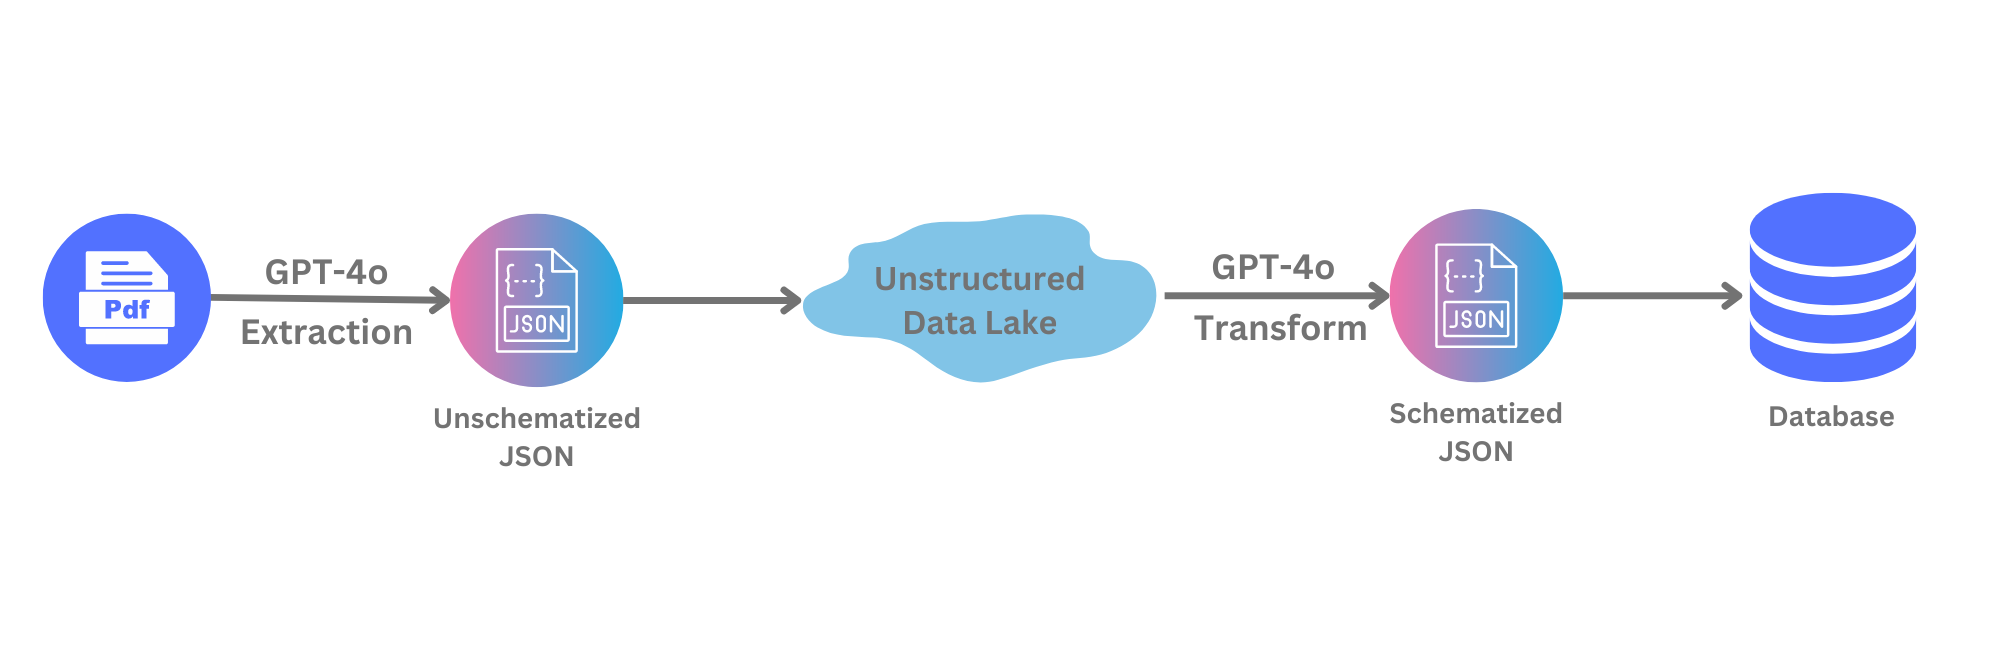 Pdf
GPT-4o
Extraction
{---}
JSON
Unschematized
JSON
Unstructured
Data Lake
GPT-4o
Transform
{---}
JSON
Schematized
JSON
Database